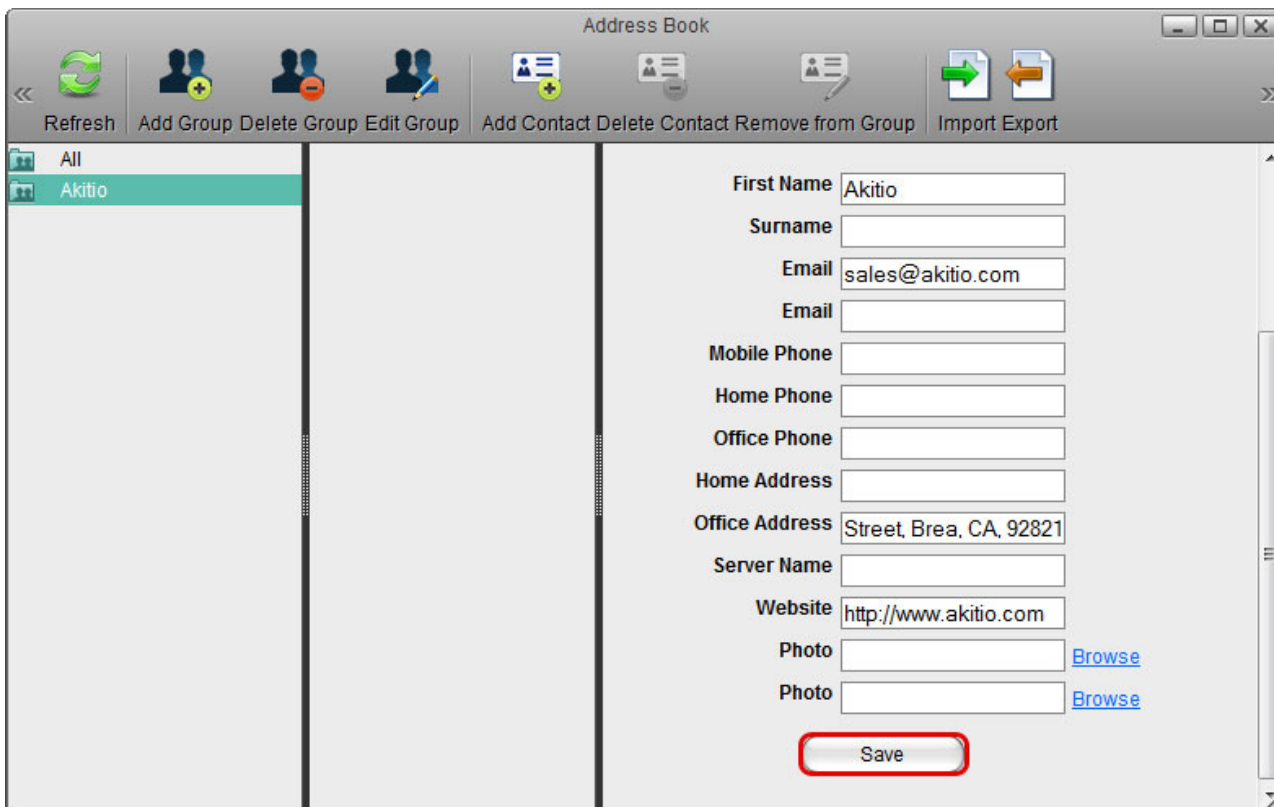 Address Book
Refresh Add Group Delete Group Edit Group Add Contact Delete Contact Remove from Group Import Export
All
Akitio
First Name Akitio
Surname
Email sales@akitio.com
Email
Mobile Phone
Home Phone
Office Phone
Home Address
Office Address Street, Brea, CA, 92821
Server Name
Website http://www.akitio.com
Photo Browse
Photo Browse
Save